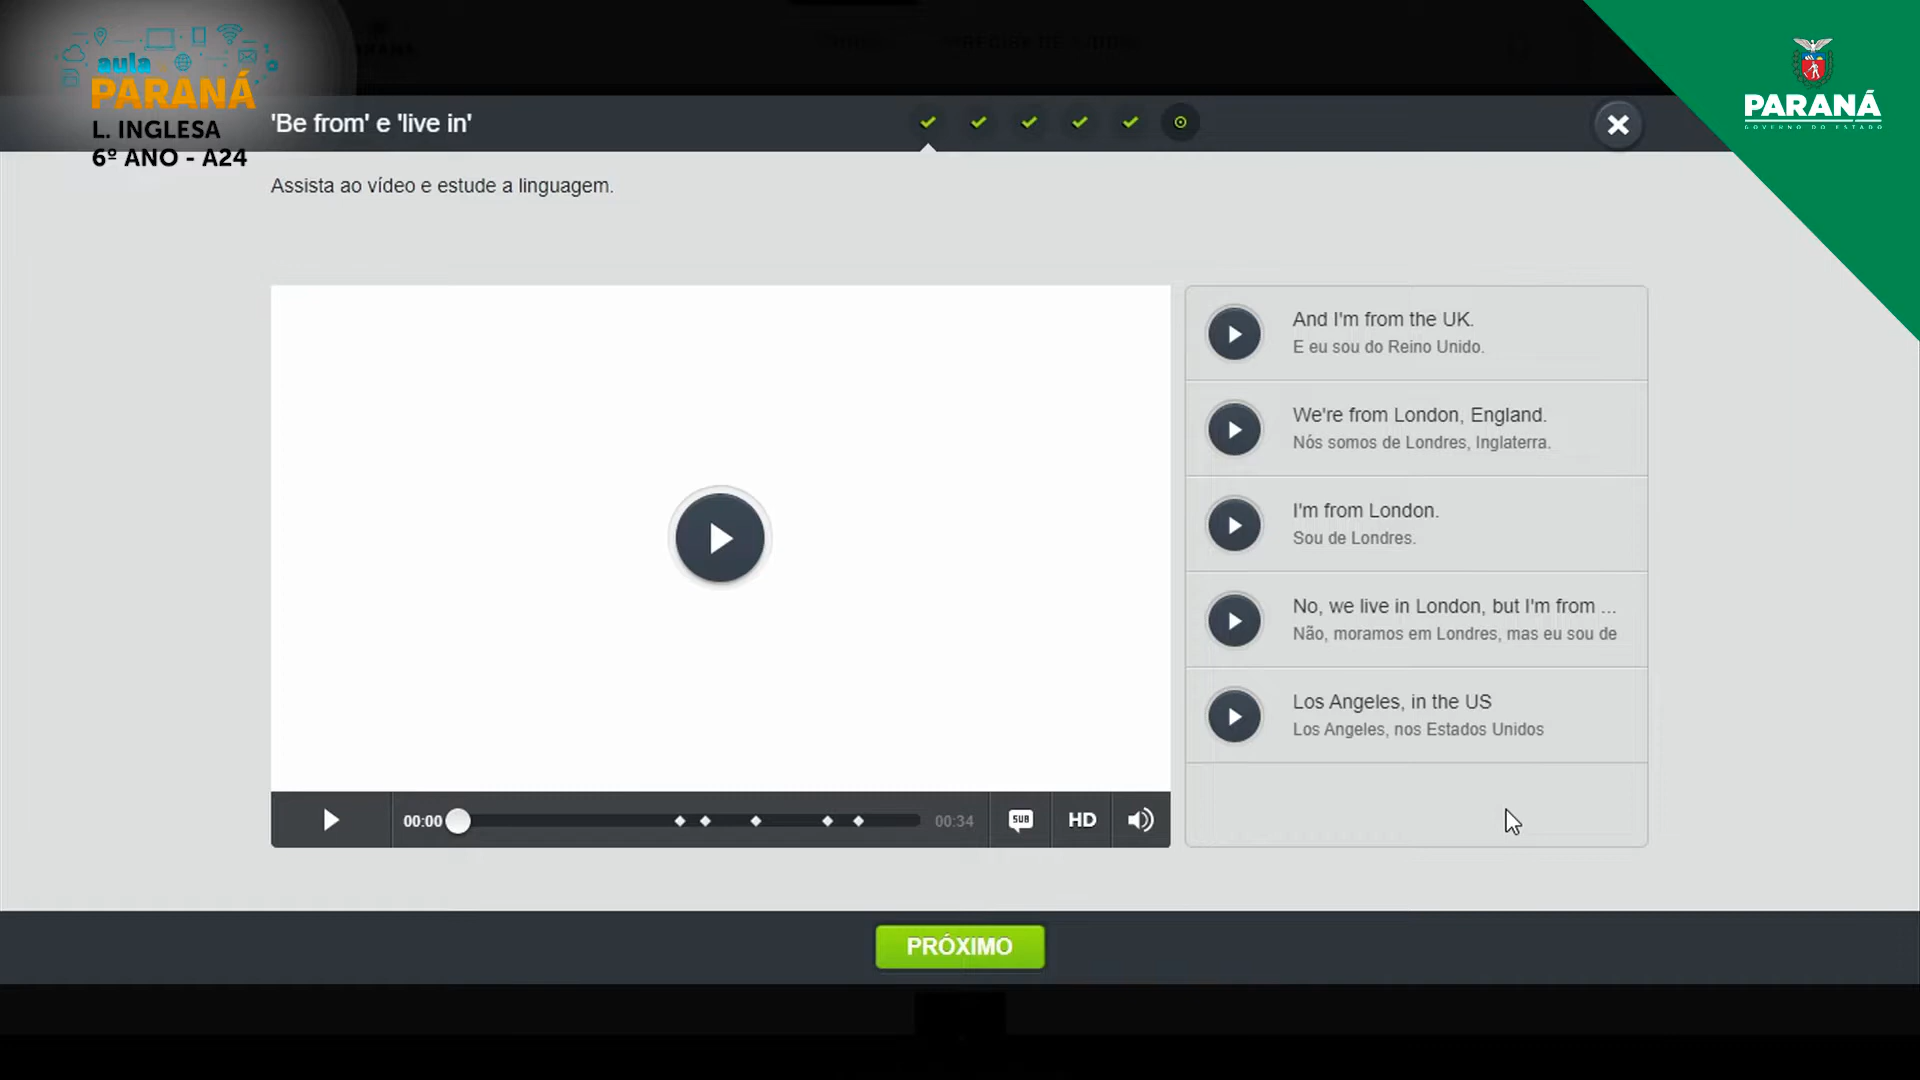 aula
PARANÁ
L. INGLESA
6º ANO - A24
'Be from' e 'live in'
PARANÁ
GOVERNO DO ESTADO
Assista ao vídeo e estude a linguagem.
And I'm from the UK.
E eu sou do Reino Unido.
We're from London, England.
Nós somos de Londres, Inglaterra.
I'm from London.
Sou de Londres.
No, we live in London, but I'm from ...
Não, moramos em Londres, mas eu sou de
Los Angeles, in the US
Los Angeles, nos Estados Unidos
00:00
00:34
SUB
HD
PRÓXIMO